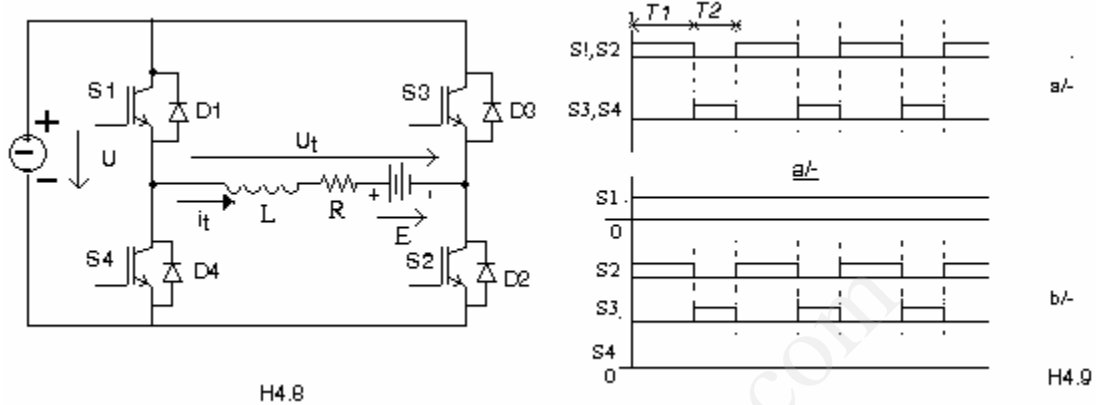 S1
D1
S3
D3
+
-
U
Ut
it
L
R
+
-
E
S4
D4
S2
D2
H4.8
T1 T2
S!,S2
S3,S4
a/-
a/-
S1
0
S2
S3
S4
0
b/-
H4.9
.com